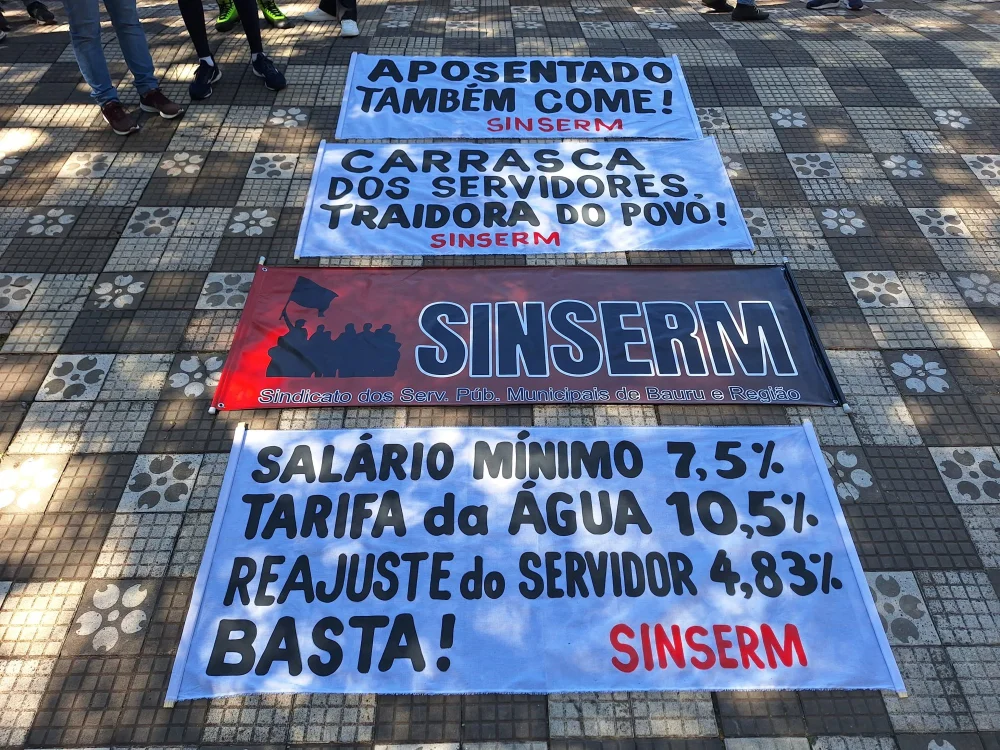 APOSENTADO
TAMBÉM COME!
SINSERM
CARRASCA
DOS SERVIDORES,
TRAIDORA DO POVO!
SINSERM
SINSERM
Sindicato dos Serv. Púb. Municipais de Bauru e Região
SALÁRIO MÍNIMO 7,5%
TARIFA da ÁGUA 10,5%
REAJUSTE do SERVIDOR 4,83%
BASTA! SINSERM